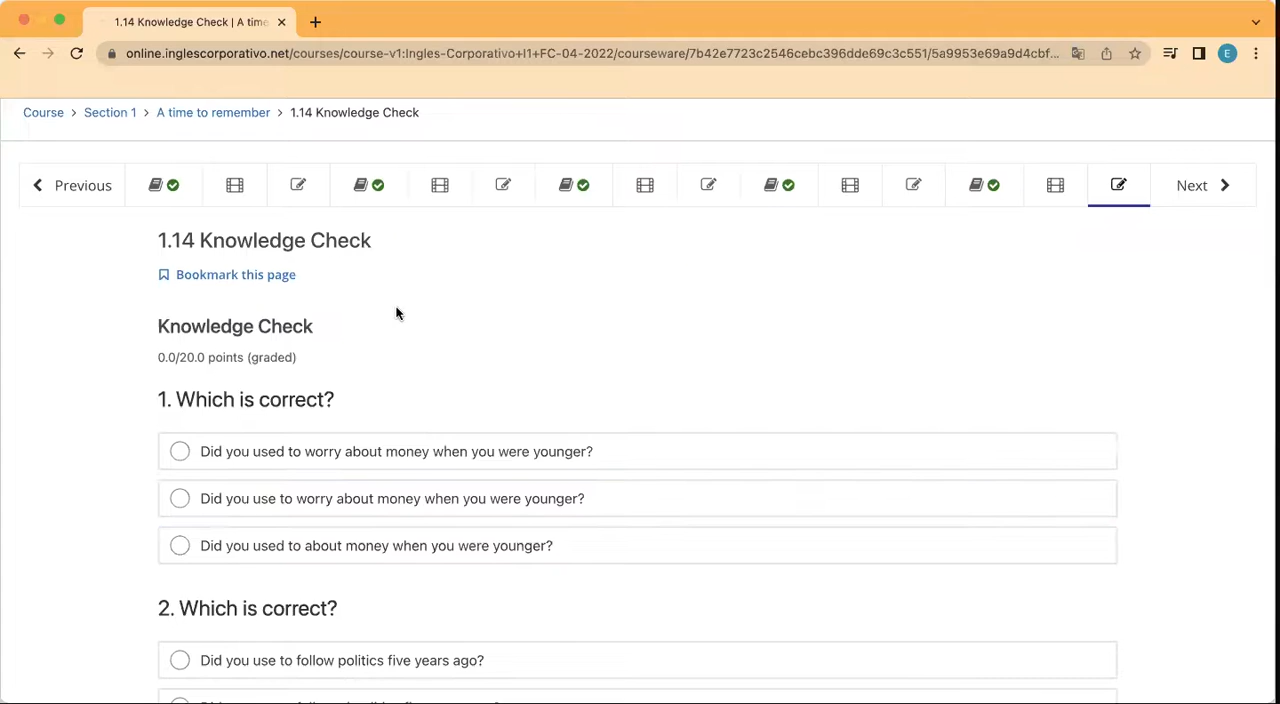 1.14 Knowledge Check | A time
online.inglescorporativo.net/courses/course-v1:Ingles-Corporativo+I1+FC-04-2022/courseware/7b42e7723c2546cebc396dde69c3c551/5a9953e69a9d4cbf...
E
Course > Section 1 > A time to remember > 1.14 Knowledge Check
Previous
Next
1.14 Knowledge Check
Bookmark this page
Knowledge Check
0.0/20.0 points (graded)
1. Which is correct?
Did you used to worry about money when you were younger?
Did you use to worry about money when you were younger?
Did you used to about money when you were younger?
2. Which is correct?
Did you use to follow politics five years ago?